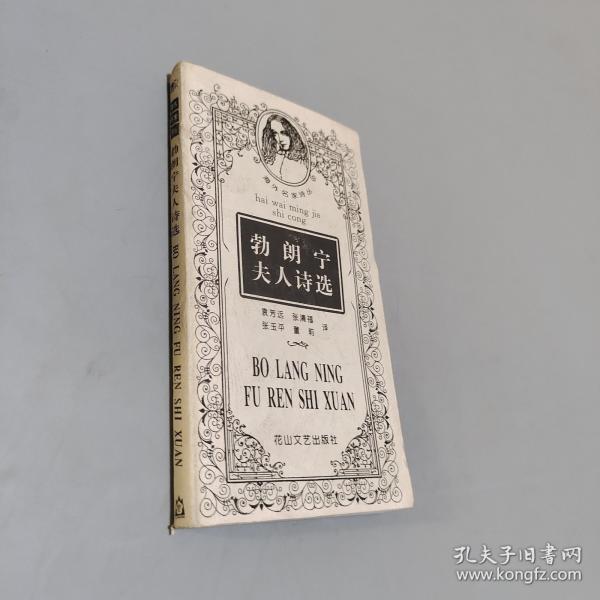 海外名家诗丛
hai wai ming jia
shi cong
勃朗宁
夫人诗选
袁芳远 张清福
张玉平 董莉 译
BO LANG NING
FU REN SHI XUAN
花山文艺出版社
勃朗宁夫人诗选 BO LANG NING FU REN SHI XUAN
孔夫子旧书网
www.kongfz.com